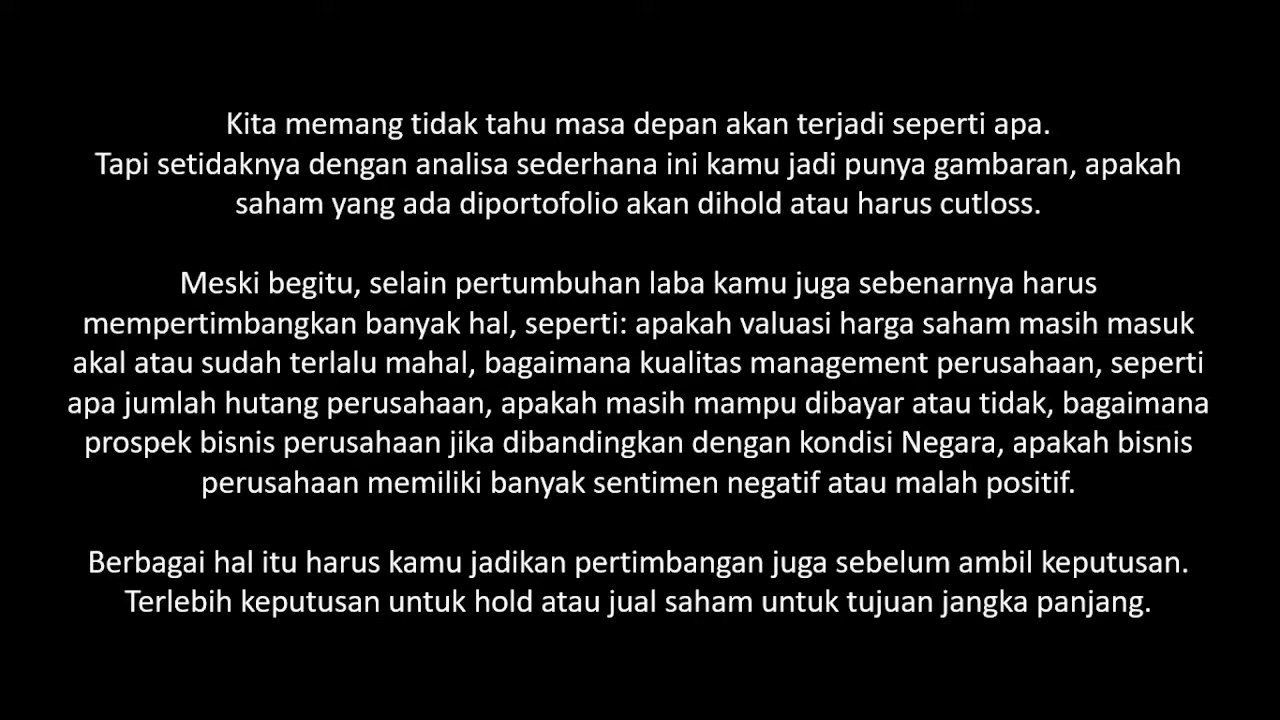 Kita memang tidak tahu masa depan akan terjadi seperti apa.
Tapi setidaknya dengan analisa sederhana ini kamu jadi punya gambaran, apakah
saham yang ada diportofolio akan dihold atau harus cutloss.
Meski begitu, selain pertumbuhan laba kamu juga sebenarnya harus
mempertimbangkan banyak hal, seperti: apakah valuasi harga saham masih masuk
akal atau sudah terlalu mahal, bagaimana kualitas management perusahaan, seperti
apa jumlah hutang perusahaan, apakah masih mampu dibayar atau tidak, bagaimana
prospek bisnis perusahaan jika dibandingkan dengan kondisi Negara, apakah bisnis
perusahaan memiliki banyak sentimen negatif atau malah positif.
Berbagai hal itu harus kamu jadikan pertimbangan juga sebelum ambil keputusan.
Terlebih keputusan untuk hold atau jual saham untuk tujuan jangka panjang.